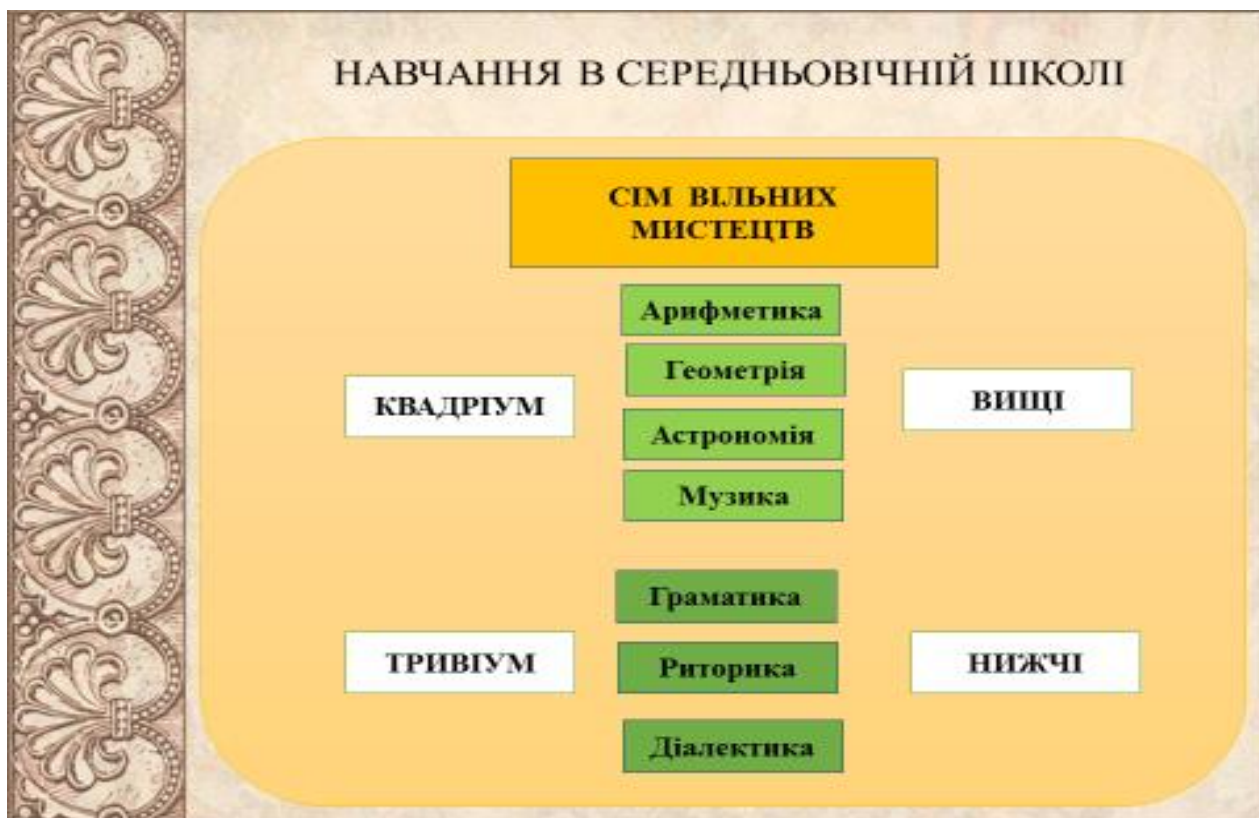 НАВЧАННЯ В СЕРЕДНЬОВІЧНІЙ ШКОЛІ
СІМ ВІЛЬНИХ
МИСТЕЦТВ
Арифметика
Геометрія
КВАДРІУМ
ВИЩІ
Астрономія
Музика
Граматика
ТРИВІУМ
Риторика
НИЖЧІ
Діалектика